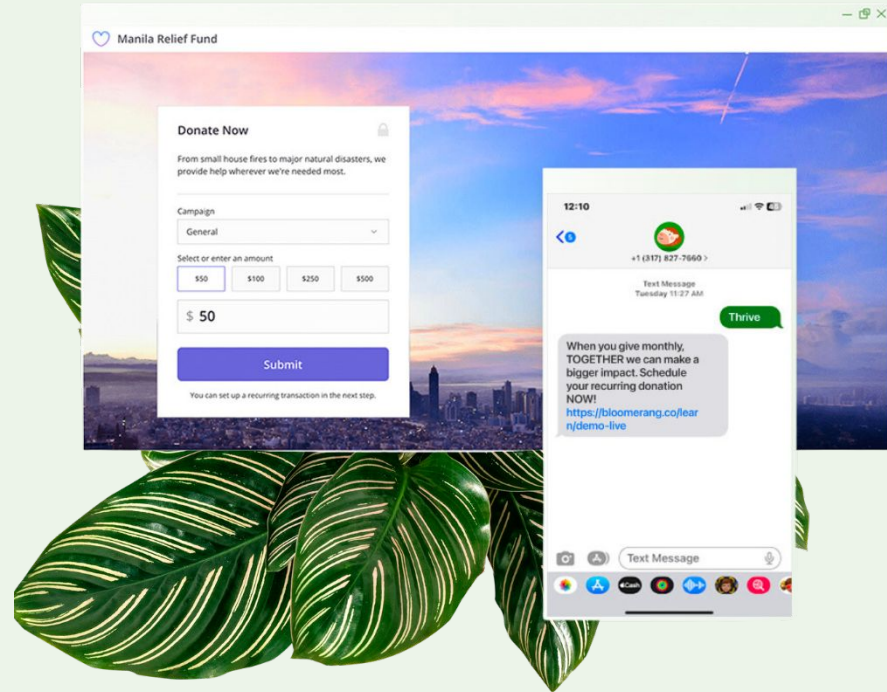 Manila Relief Fund
Donate Now
From small house fires to major natural disasters, we
provide help wherever we're needed most.
Campaign
General
Select or enter an amount
$50
$100
$250
$500
$ 50
Submit
You can set up a recurring transaction in the next step.
12:10
+1 (317) 827-7660 >
Text Message
Tuesday 11:27 AM
Thrive
When you give monthly,
TOGETHER we can make a
bigger impact. Schedule
your recurring donation
NOW!
https://bloomerang.co/lear
n/demo-live
Text Message
Cash